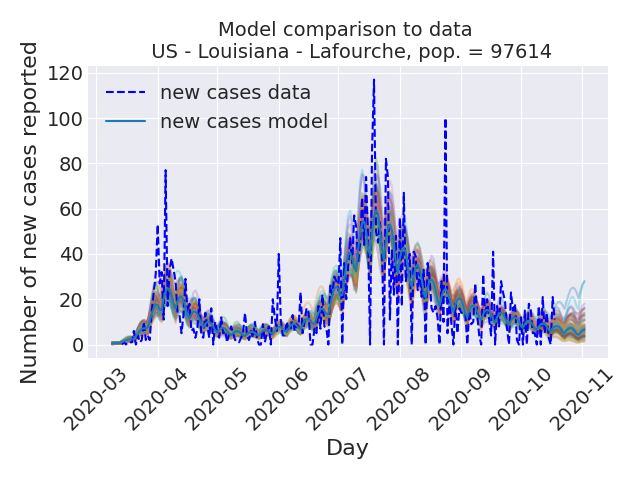 Model comparison to data
US - Louisiana - Lafourche, pop. = 97614
Number of new cases reported
120
100
80
60
40
20
0
new cases data
new cases model
2020-03
2020-04
2020-05
2020-06
2020-07
2020-08
2020-09
2020-10
2020-11
Day